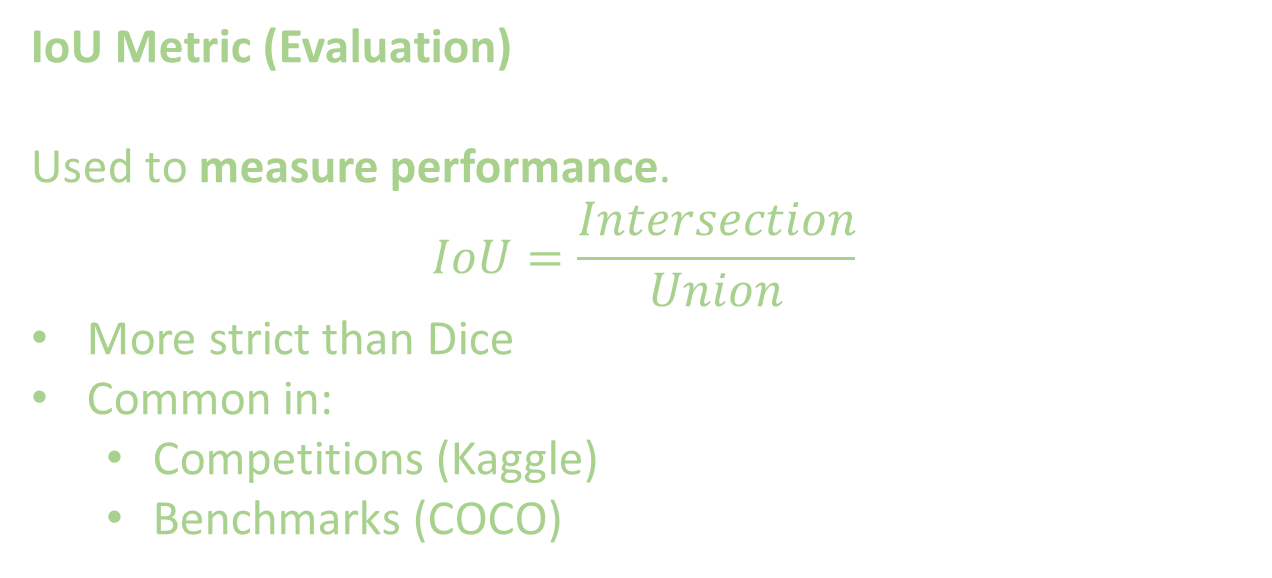 IoU Metric (Evaluation)
Used to measure performance.
IoU = Intersection / Union
• More strict than Dice
• Common in:
• Competitions (Kaggle)
• Benchmarks (COCO)